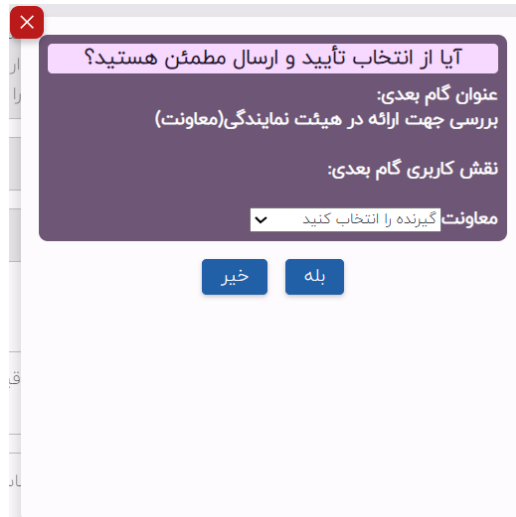 آیا از انتخاب تأیید و ارسال مطمئن هستید؟
عنوان گام بعدی:
بررسی جهت ارائه در هیئت نمایندگی(معاونت)
نقش کاربری گام بعدی:
معاونت گیرنده را انتخاب کنید
بله
خیر